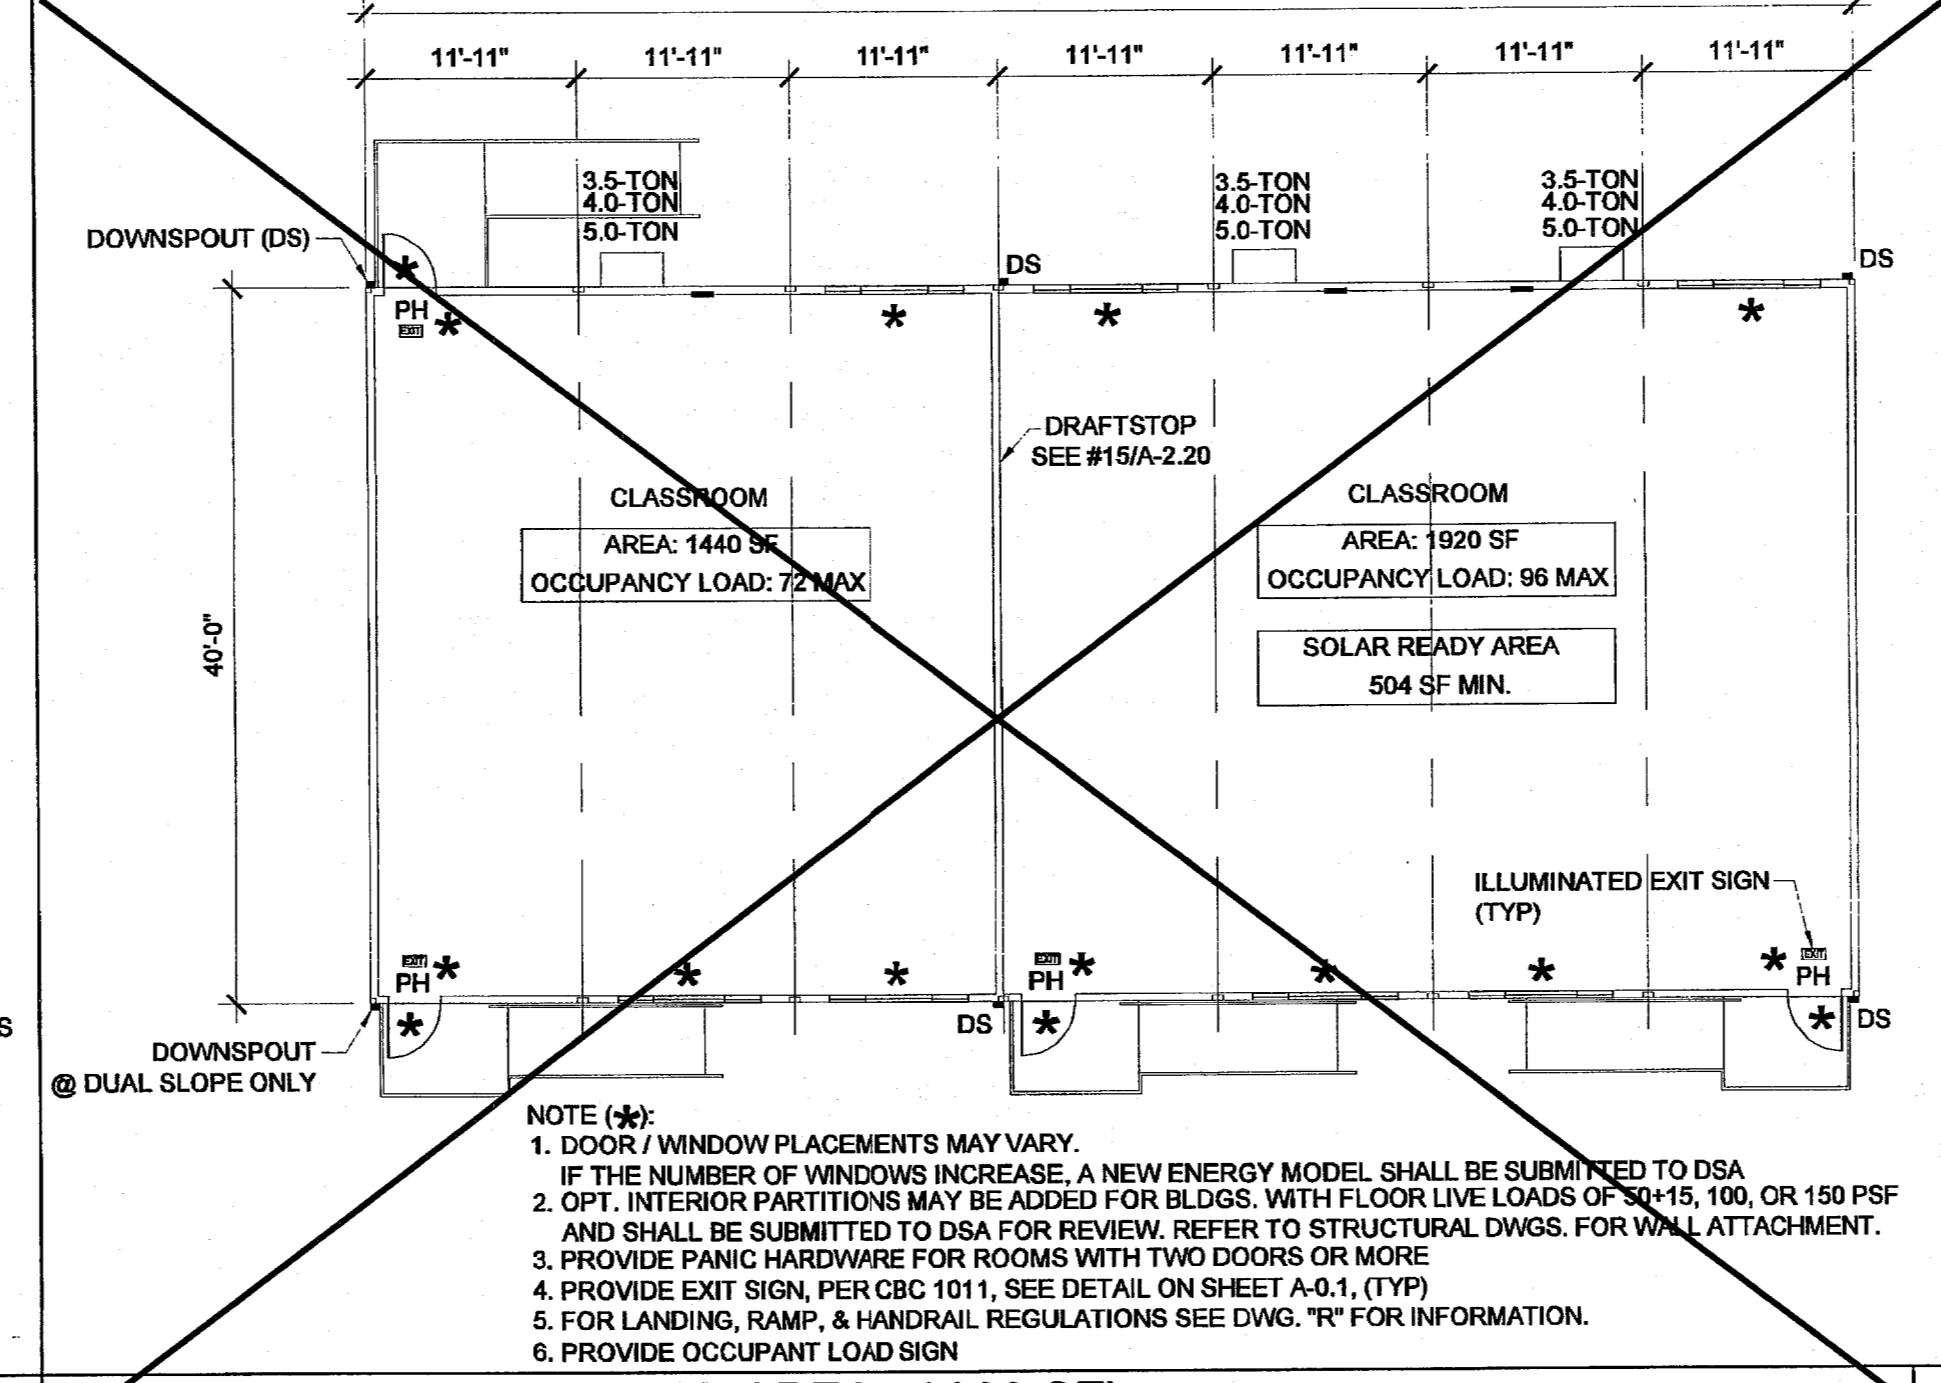 11'-11" 11'-11" 11'-11" 11'-11" 11'-11" 11'-11" 11'-11"
3.5-TON
4.0-TON
5.0-TON
3.5-TON
4.0-TON
5.0-TON
3.5-TON
4.0-TON
5.0-TON
DOWNSPOUT (DS)
DS
DS
*
PH
EXIT *
*
*
*
DRAFTSTOP
SEE #15/A-2.20
CLASSROOM
AREA: 1440 SF
OCCUPANCY LOAD: 72 MAX
CLASSROOM
AREA: 1920 SF
OCCUPANCY LOAD: 96 MAX
SOLAR READY AREA
504 SF MIN.
40'-0"
ILLUMINATED EXIT SIGN
(TYP)
EXIT *
PH
*
*
EXIT *
PH
*
*
* EXIT
PH
*
DS
*
* DS
S
DOWNSPOUT
@ DUAL SLOPE ONLY
NOTE (*):
1. DOOR / WINDOW PLACEMENTS MAY VARY.
IF THE NUMBER OF WINDOWS INCREASE, A NEW ENERGY MODEL SHALL BE SUBMITTED TO DSA
2. OPT. INTERIOR PARTITIONS MAY BE ADDED FOR BLDGS. WITH FLOOR LIVE LOADS OF 50+15, 100, OR 150 PSF
AND SHALL BE SUBMITTED TO DSA FOR REVIEW. REFER TO STRUCTURAL DWGS. FOR WALL ATTACHMENT.
3. PROVIDE PANIC HARDWARE FOR ROOMS WITH TWO DOORS OR MORE
4. PROVIDE EXIT SIGN, PER CBC 1011, SEE DETAIL ON SHEET A-0.1, (TYP)
5. FOR LANDING, RAMP, & HANDRAIL REGULATIONS SEE DWG. "R" FOR INFORMATION.
6. PROVIDE OCCUPANT LOAD SIGN